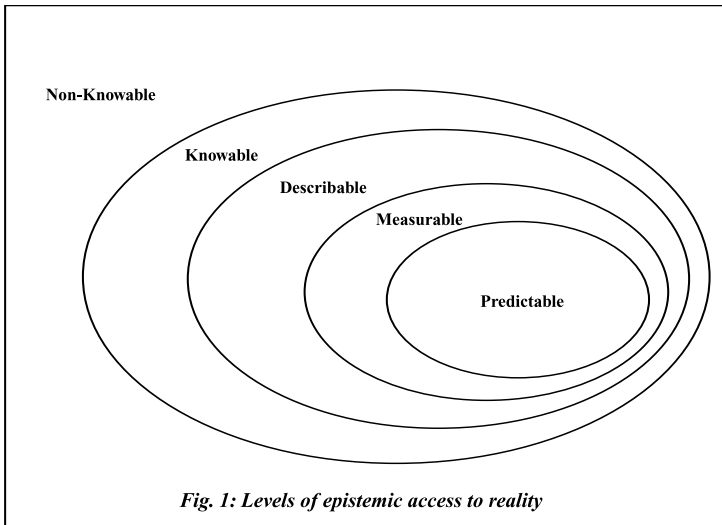 Non-Knowable
Knowable
Describable
Measurable
Predictable
Fig. 1: Levels of epistemic access to reality